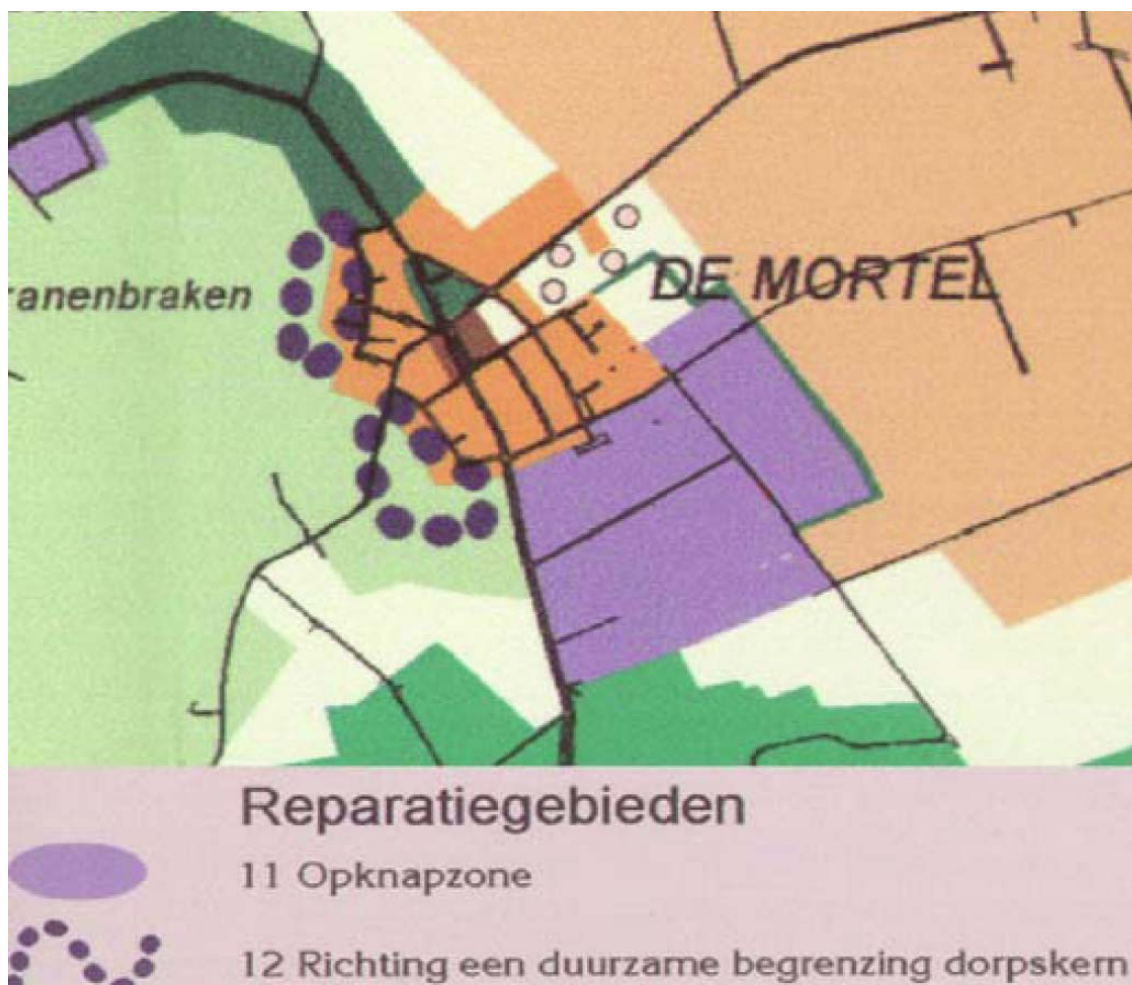 DE MORTEL
ranenbraken
Reparatiegebieden
11 Opknapzone
12 Richting een duurzame begrenzing dorpskern